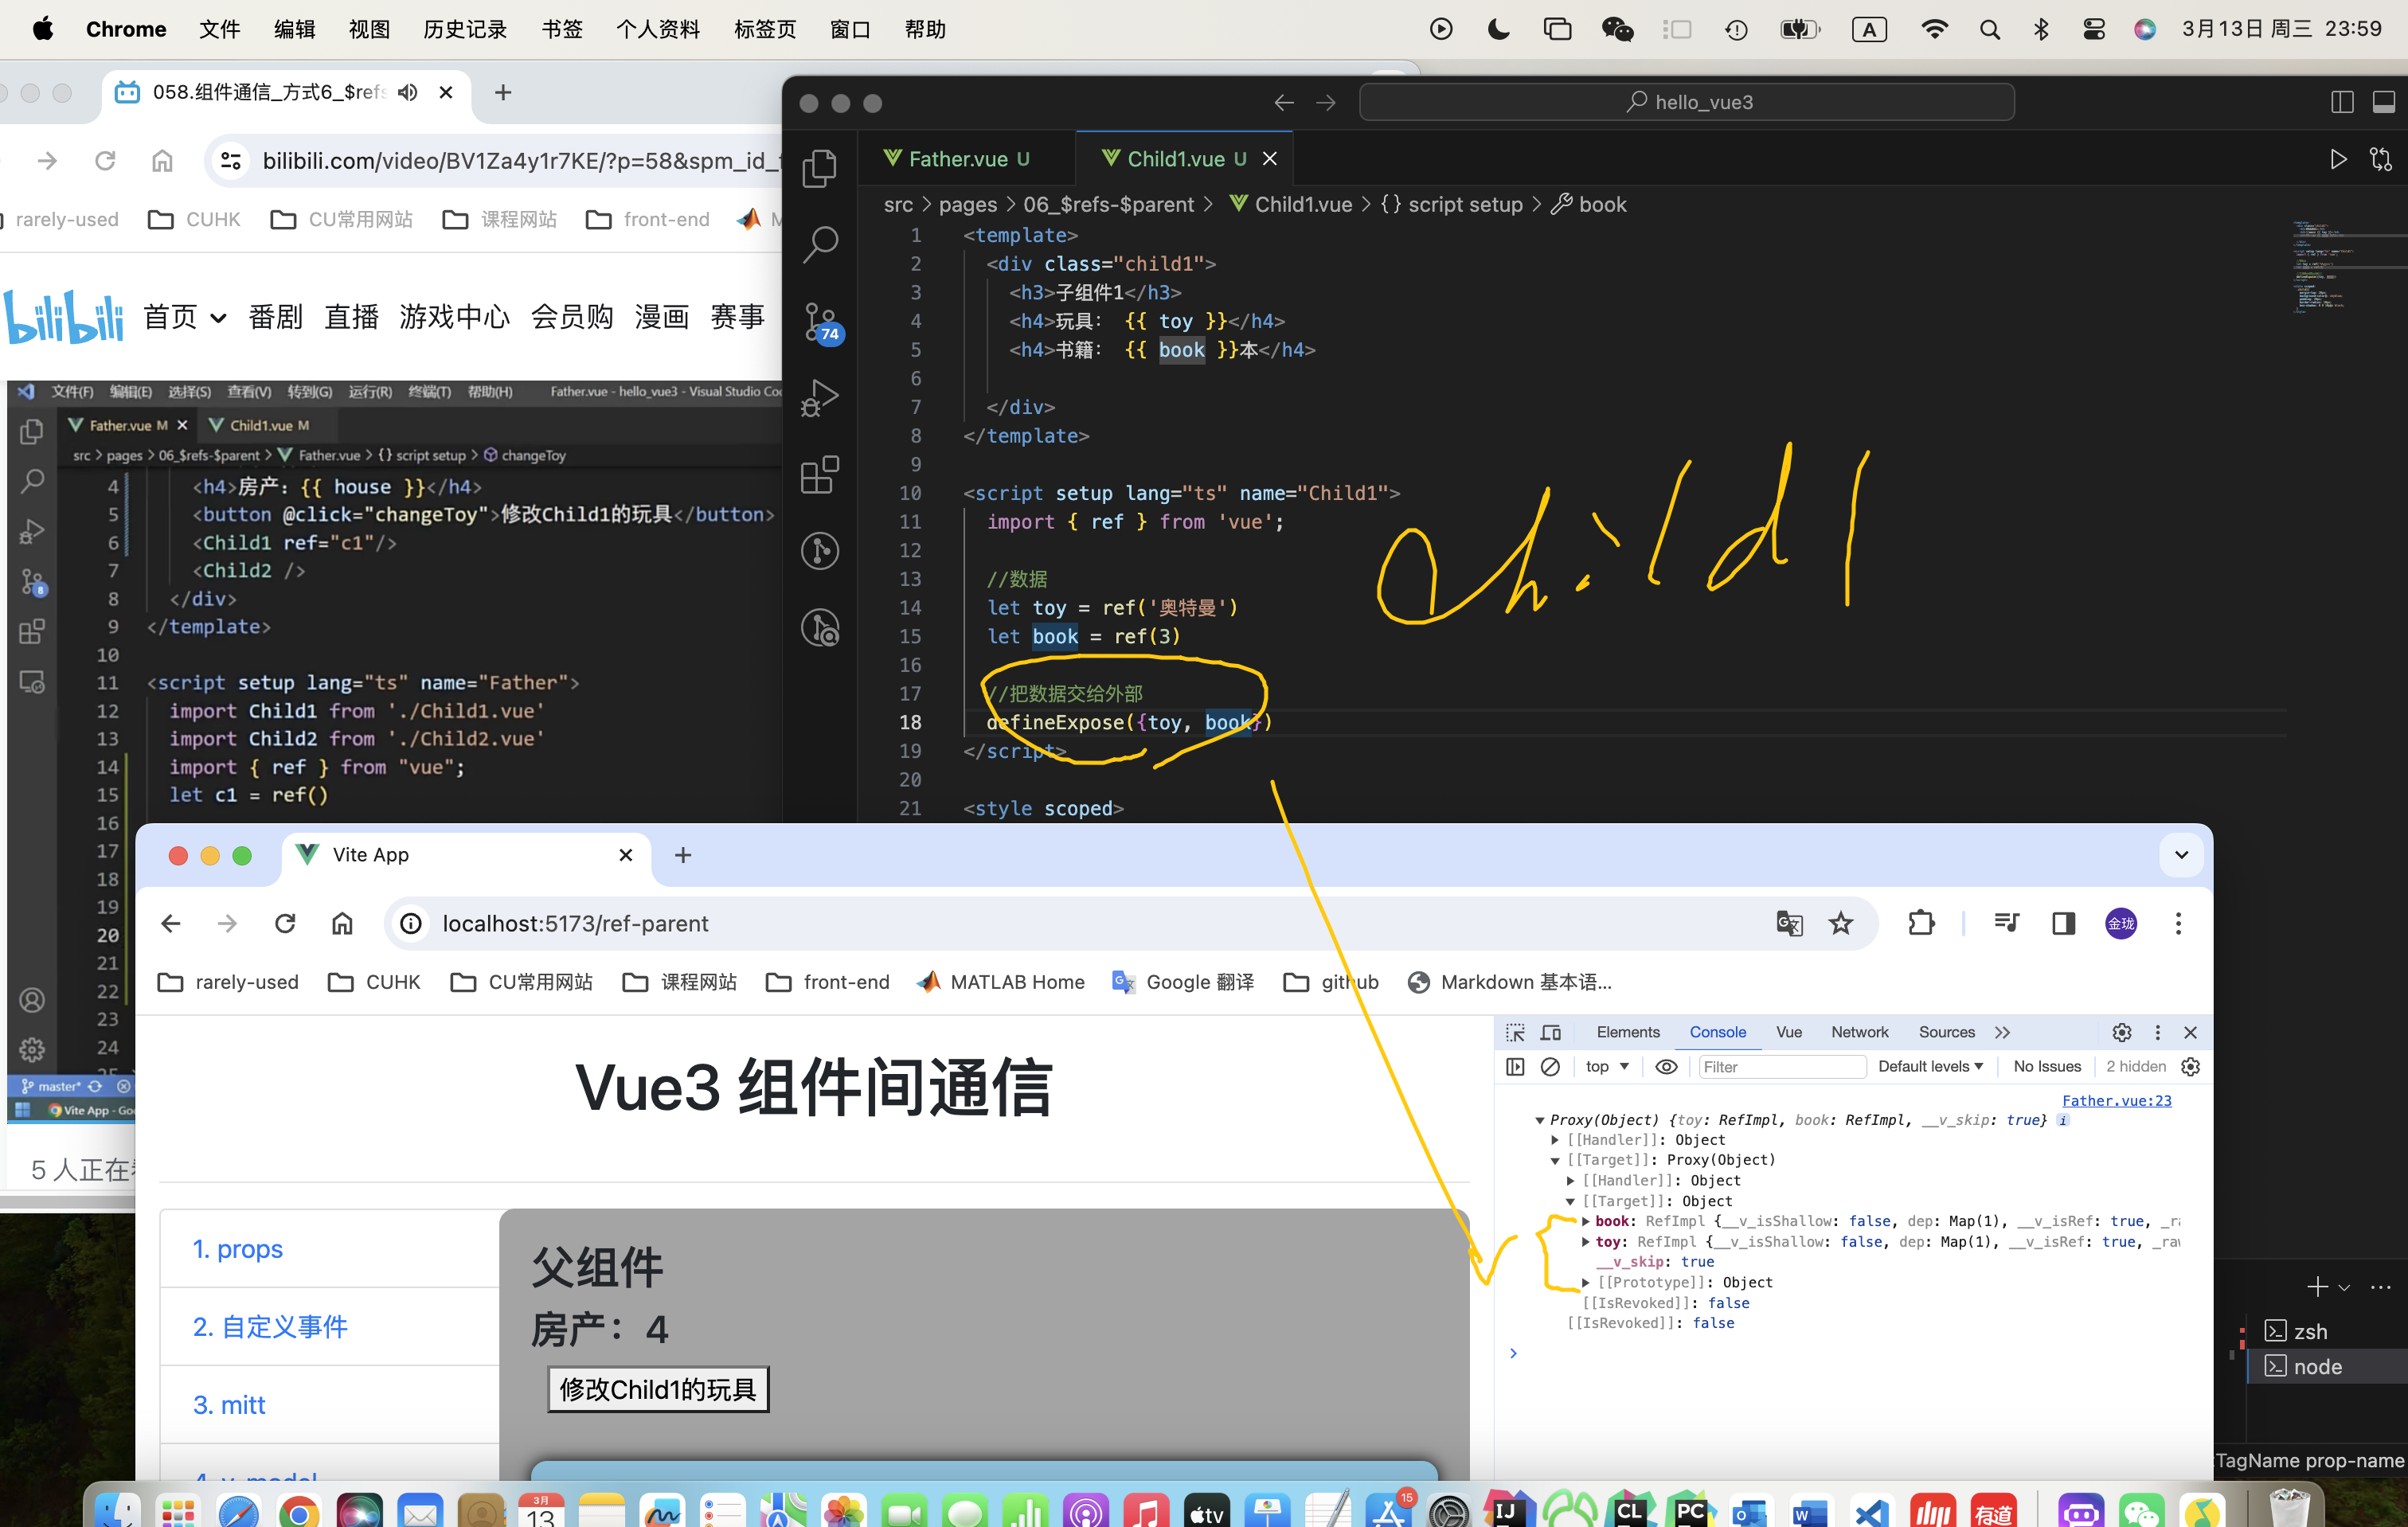 Chrome 文件 编辑 视图 历史记录 书签 个人资料 标签页 窗口 帮助
A 3月13日 周三 23:59
058.组件通信_方式6_$refs
bilibili.com/video/BV1Za4y1r7KE/?p=58&spm_id_
rarely-used CUHK CU常用网站 课程网站 front-end
bilibili 首页 番剧 直播 游戏中心 会员购 漫画 赛事
文件(F) 编辑(E) 选择(S) 查看(V) 转到(G) 运行(R) 终端(T) 帮助(H) Father.vue - hello_vue3 - Visual Studio Co
Father.vue M Child1.vue M
src > pages > 06_$refs-$parent > Father.vue > {} script setup > changeToy
4 <h4>房产：{{ house }}</h4>
5 <button @click="changeToy">修改Child1的玩具</button>
6 <Child1 ref="c1"/>
7 <Child2 />
8 </div>
9 </template>
10
11 <script setup lang="ts" name="Father">
12 import Child1 from './Child1.vue'
13 import Child2 from './Child2.vue'
14 import { ref } from "vue";
15 let c1 = ref()
16
17
18
19
20
21
22
23
24
master*
Vite App - Goo
5 人正在
hello_vue3
Father.vue U Child1.vue U
src > pages > 06_$refs-$parent > Child1.vue > {} script setup > book
74
1 <template>
2 <div class="child1">
3 <h3>子组件1</h3>
4 <h4>玩具： {{ toy }}</h4>
5 <h4>书籍： {{ book }}本</h4>
6
7 </div>
8 </template>
9
10 <script setup lang="ts" name="Child1">
11 import { ref } from 'vue';
12
13 //数据
14 let toy = ref('奥特曼')
15 let book = ref(3)
16
17 //把数据交给外部
18 defineExpose({toy, book})
19 </script>
20
21 <style scoped>
child1
Vite App
localhost:5173/ref-parent
金珑
rarely-used CUHK CU常用网站 课程网站 front-end MATLAB Home Google 翻译 github Markdown 基本语...
Vue3 组件间通信
1. props
2. 自定义事件
3. mitt
4. v-model
父组件
房产：4
修改Child1的玩具
Elements Console Vue Network Sources
top Filter Default levels No Issues 2 hidden
Father.vue:23
Proxy(Object) {toy: RefImpl, book: RefImpl, __v_skip: true} i
[[Handler]]: Object
[[Target]]: Proxy(Object)
[[Handler]]: Object
[[Target]]: Object
book: RefImpl {__v_isShallow: false, dep: Map(1), __v_isRef: true, _ra
toy: RefImpl {__v_isShallow: false, dep: Map(1), __v_isRef: true, _rav
__v_skip: true
[[Prototype]]: Object
[[IsRevoked]]: false
[[IsRevoked]]: false
zsh
node
TagName prop-name
3月
13
tv
15
IJ CL PC
W
有道